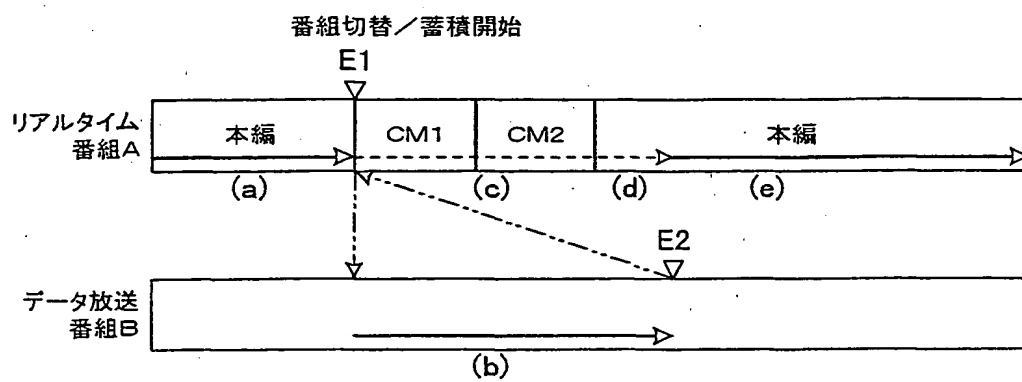 番組切替／蓄積開始
E1
リアルタイム
番組A
本編
CM1
CM2
本編
(a)
(c)
(d)
(e)
E2
データ放送
番組B
(b)